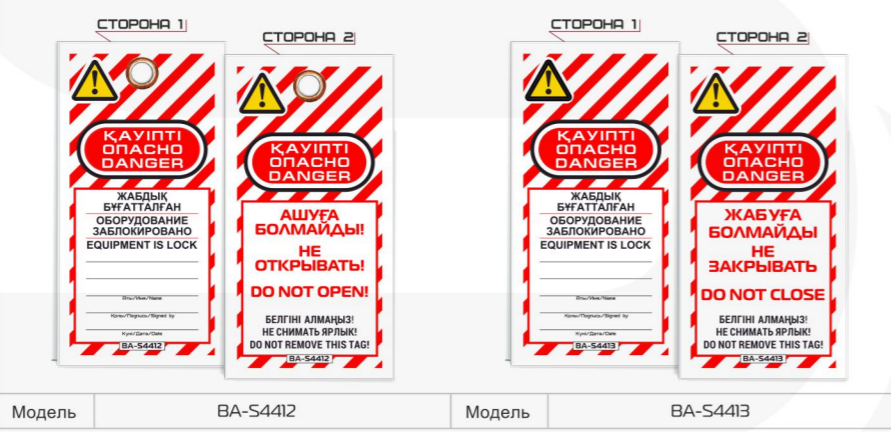 СТОРОНА 1
ҚАУІПТІ
ОПАСНО
DANGER
ЖАБДЫҚ
БҰҒАТТАЛҒАН
ОБОРУДОВАНИЕ
ЗАБЛОКИРОВАНО
EQUIPMENT IS LOCK
Аты/Имя/Name
Қолы/Подпись/Signed by
Күні/Дата/Date
BA-S4412
СТОРОНА 2
ҚАУІПТІ
ОПАСНО
DANGER
АШУҒА
БОЛМАЙДЫ!
НЕ
ОТКРЫВАТЬ!
DO NOT OPEN!
БЕЛГІНІ АЛМАҢЫЗ!
НЕ СНИМАТЬ ЯРЛЫК!
DO NOT REMOVE THIS TAG!
BA-S4412
СТОРОНА 1
ҚАУІПТІ
ОПАСНО
DANGER
ЖАБДЫҚ
БҰҒАТТАЛҒАН
ОБОРУДОВАНИЕ
ЗАБЛОКИРОВАНО
EQUIPMENT IS LOCK
Аты/Имя/Name
Қолы/Подпись/Signed by
Күні/Дата/Date
BA-S4413
СТОРОНА 2
ҚАУІПТІ
ОПАСНО
DANGER
ЖАБУҒА
БОЛМАЙДЫ
НЕ
ЗАКРЫВАТЬ
DO NOT CLOSE
БЕЛГІНІ АЛМАҢЫЗ!
НЕ СНИМАТЬ ЯРЛЫК!
DO NOT REMOVE THIS TAG!
BA-S4413
Модель BA-S4412 Модель BA-S4413